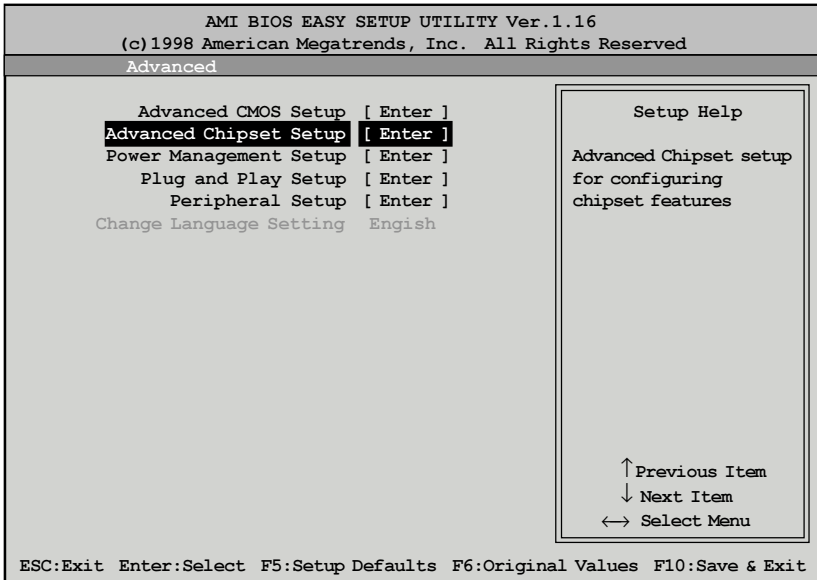 AMI BIOS EASY SETUP UTILITY Ver.1.16
(c)1998 American Megatrends, Inc. All Rights Reserved
Advanced
Advanced CMOS Setup [ Enter ]
Advanced Chipset Setup [ Enter ]
Power Management Setup [ Enter ]
Plug and Play Setup [ Enter ]
Peripheral Setup [ Enter ]
Change Language Setting Engish
Setup Help
Advanced Chipset setup
for configuring
chipset features
↑Previous Item
↓ Next Item
↔ Select Menu
ESC:Exit Enter:Select F5:Setup Defaults F6:Original Values F10:Save & Exit